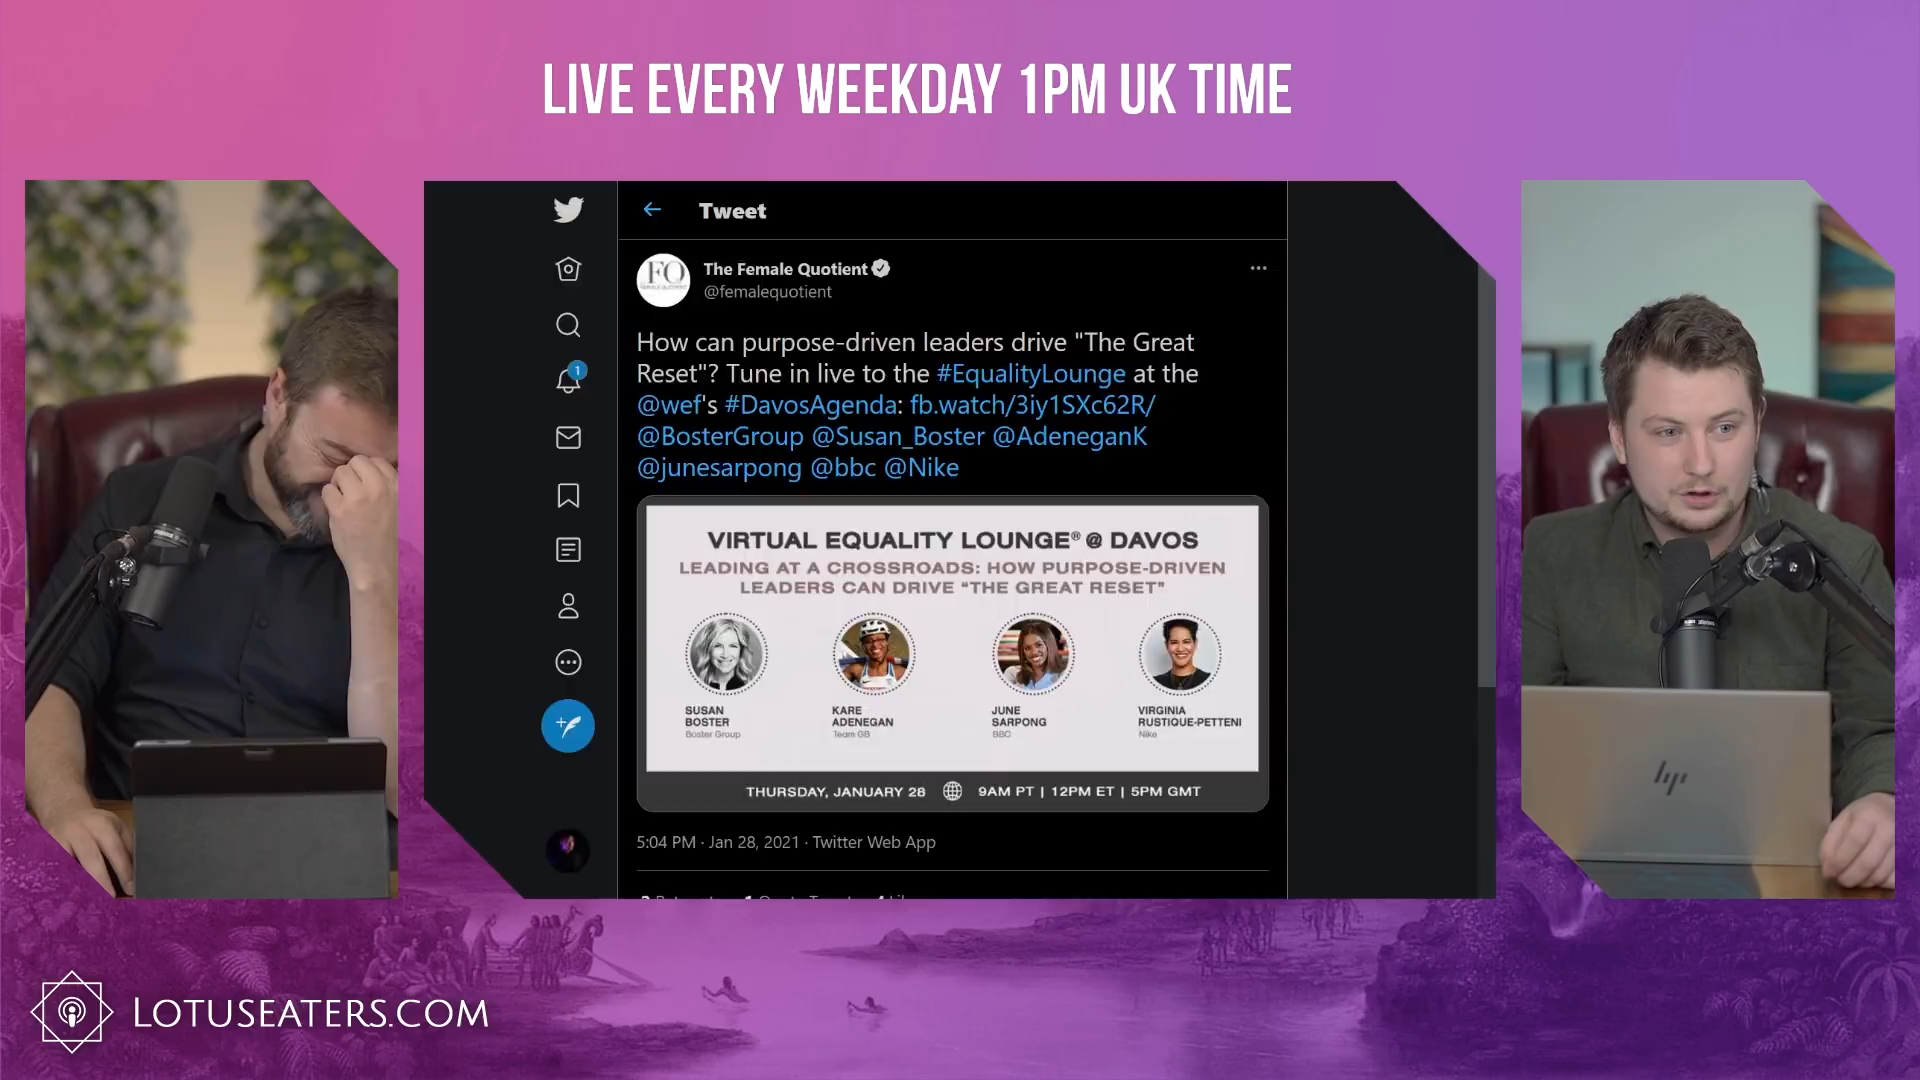 LIVE EVERY WEEKDAY 1PM UK TIME
Tweet
FQ
The Female Quotient
@femalequotient
How can purpose-driven leaders drive "The Great
Reset"? Tune in live to the #EqualityLounge at the
@wef's #DavosAgenda: fb.watch/3iy1SXc62R/
@BosterGroup @Susan_Boster @AdeneganK
@junesarpong @bbc @Nike
1
VIRTUAL EQUALITY LOUNGE® @ DAVOS
LEADING AT A CROSSROADS: HOW PURPOSE-DRIVEN
LEADERS CAN DRIVE “THE GREAT RESET”
SUSAN
BOSTER
Boster Group
KARE
ADENEGAN
Team GB
JUNE
SARPONG
BBC
VIRGINIA
RUSTIQUE-PETTENI
Nike
THURSDAY, JANUARY 28 9AM PT | 12PM ET | 5PM GMT
5:04 PM · Jan 28, 2021 · Twitter Web App
hp
LOTUSEATERS.COM